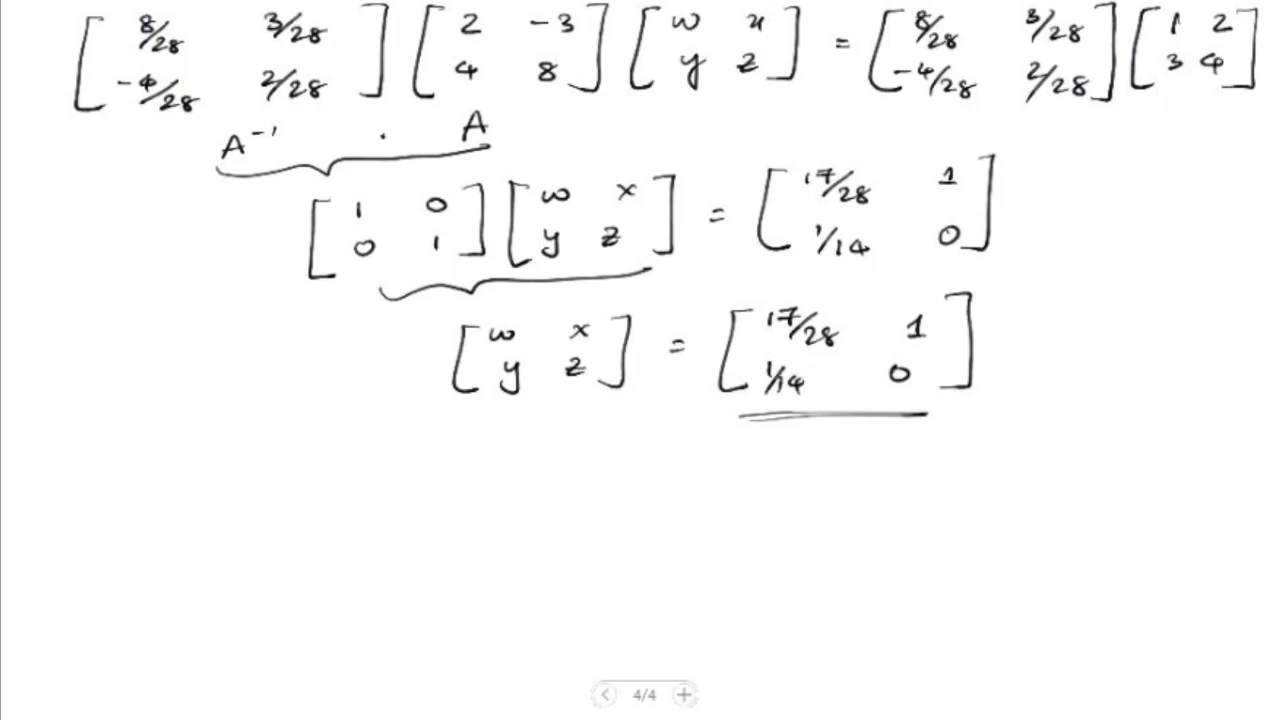 [8/28 3/28] [2 -3] [w x] = [8/28 3/28] [1 2]
[-4/28 2/28] [4 8] [y z] [-4/28 2/28] [3 4]
A⁻¹ . A
[1 0] [w x] = [17/28 1]
[0 1] [y z] [1/14 0]
[w x] = [17/28 1]
[y z] [1/14 0]
4/4